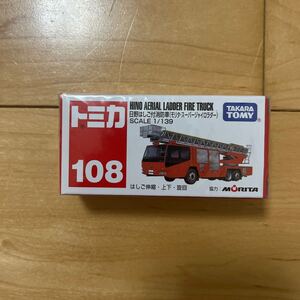 トミカ
108
HINO AERIAL LADDER FIRE TRUCK
日野はしご付消防車(モリタ・スーパージャイロラダー)
SCALE 1/139
TAKARA TOMY
はしご伸縮・上下・旋回
協力：MORITA